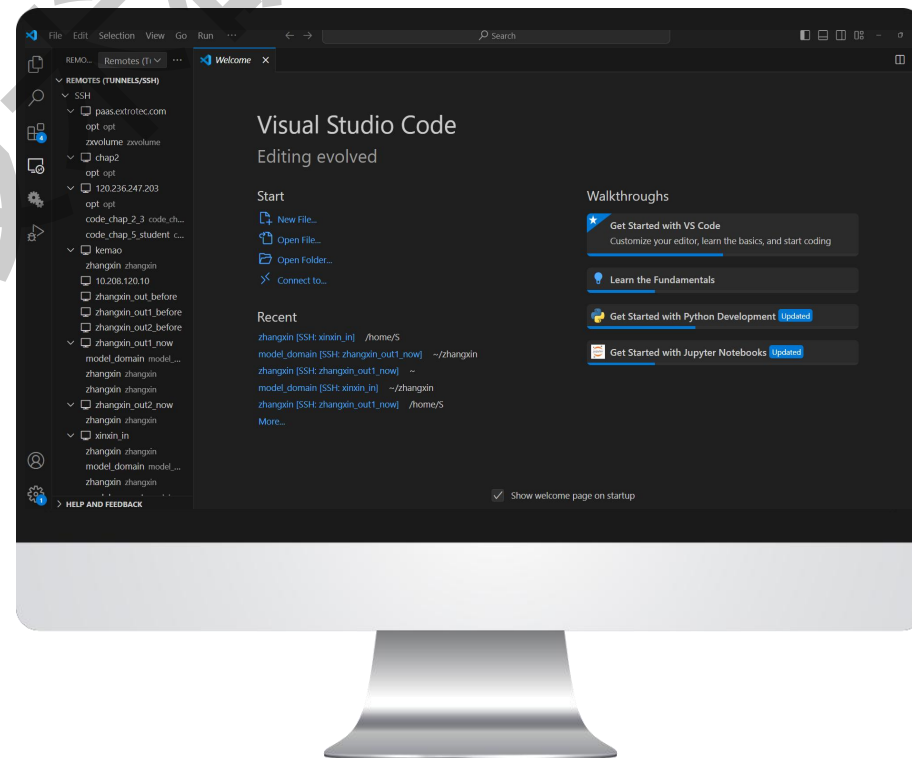 File Edit Selection View Go Run ··· Search
REMO... Remotes (Tu ···
Welcome
REMOTES (TUNNELS/SSH)
SSH
paas.extrotec.com
opt opt
zxvolume zxvolume
chap2
opt opt
120.236.247.203
opt opt
code_chap_2_3 code_ch...
code_chap_5_student c...
kemao
zhangxin zhangxin
10.208.120.10
zhangxin_out_before
zhangxin_out1_before
zhangxin_out2_before
zhangxin_out1_now
model_domain model_...
zhangxin zhangxin
zhangxin zhangxin
zhangxin_out2_now
zhangxin zhangxin
xinxin_in
zhangxin zhangxin
model_domain model_...
zhangxin zhangxin
HELP AND FEEDBACK
4
1
Visual Studio Code
Editing evolved
Start
New File...
Open File...
Open Folder...
Connect to...
Recent
zhangxin [SSH: xinxin_in] /home/S
model_domain [SSH: zhangxin_out1_now] ~/zhangxin
zhangxin [SSH: zhangxin_out1_now] ~
model_domain [SSH: xinxin_in] ~/zhangxin
zhangxin [SSH: zhangxin_out1_now] /home/S
More...
Walkthroughs
Get Started with VS Code
Customize your editor, learn the basics, and start coding
Learn the Fundamentals
Get Started with Python Development Updated
Get Started with Jupyter Notebooks Updated
Show welcome page on startup